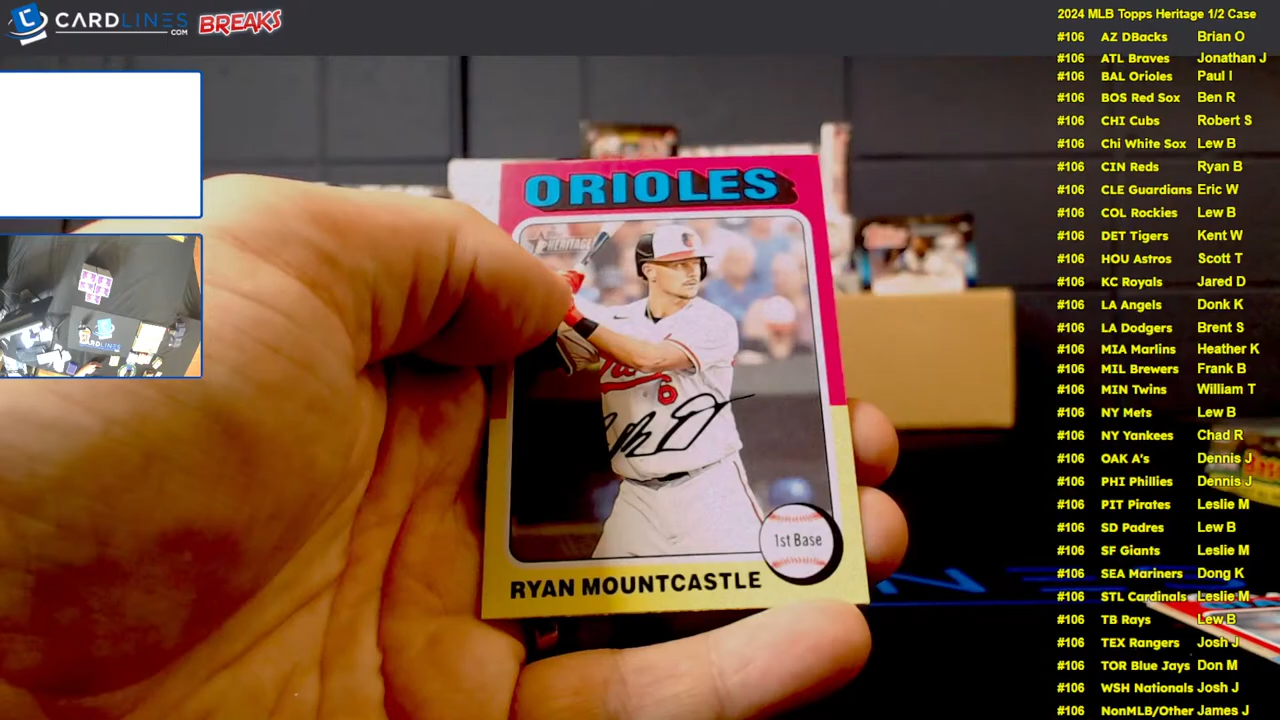 CARDLINES
.COM
BREAKS
ORIOLES
HERITAGE
6
1st Base
RYAN MOUNTCASTLE
2024 MLB Topps Heritage 1/2 Case
#106 AZ DBacks Brian O
#106 ATL Braves Jonathan J
#106 BAL Orioles Paul I
#106 BOS Red Sox Ben R
#106 CHI Cubs Robert S
#106 Chi White Sox Lew B
#106 CIN Reds Ryan B
#106 CLE Guardians Eric W
#106 COL Rockies Lew B
#106 DET Tigers Kent W
#106 HOU Astros Scott T
#106 KC Royals Jared D
#106 LA Angels Donk K
#106 LA Dodgers Brent S
#106 MIA Marlins Heather K
#106 MIL Brewers Frank B
#106 MIN Twins William T
#106 NY Mets Lew B
#106 NY Yankees Chad R
#106 OAK A's Dennis J
#106 PHI Phillies Dennis J
#106 PIT Pirates Leslie M
#106 SD Padres Lew B
#106 SF Giants Leslie M
#106 SEA Mariners Dong K
#106 STL Cardinals Leslie M
#106 TB Rays Lew B
#106 TEX Rangers Josh J
#106 TOR Blue Jays Don M
#106 WSH Nationals Josh J
#106 NonMLB/Other James J